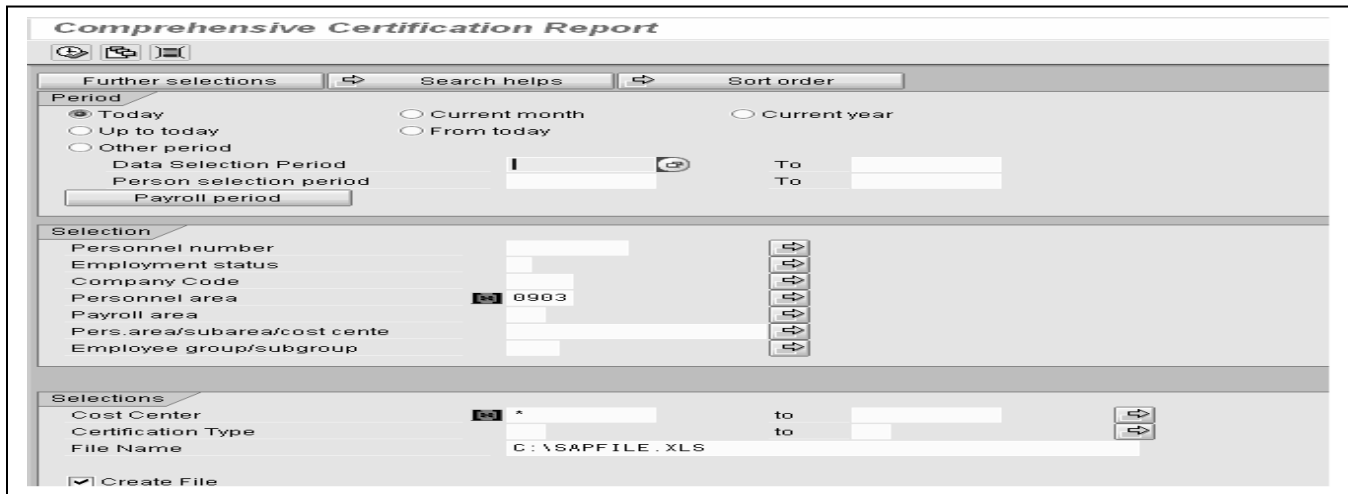 Comprehensive Certification Report
Further selections Search helps Sort order
Period
Today Current month Current year
Up to today From today
Other period
Data Selection Period To
Person selection period To
Payroll period
Selection
Personnel number
Employment status
Company Code
Personnel area 0903
Payroll area
Pers.area/subarea/cost cente
Employee group/subgroup
Selections
Cost Center * to
Certification Type to
File Name C:\SAPFILE.XLS
Create File